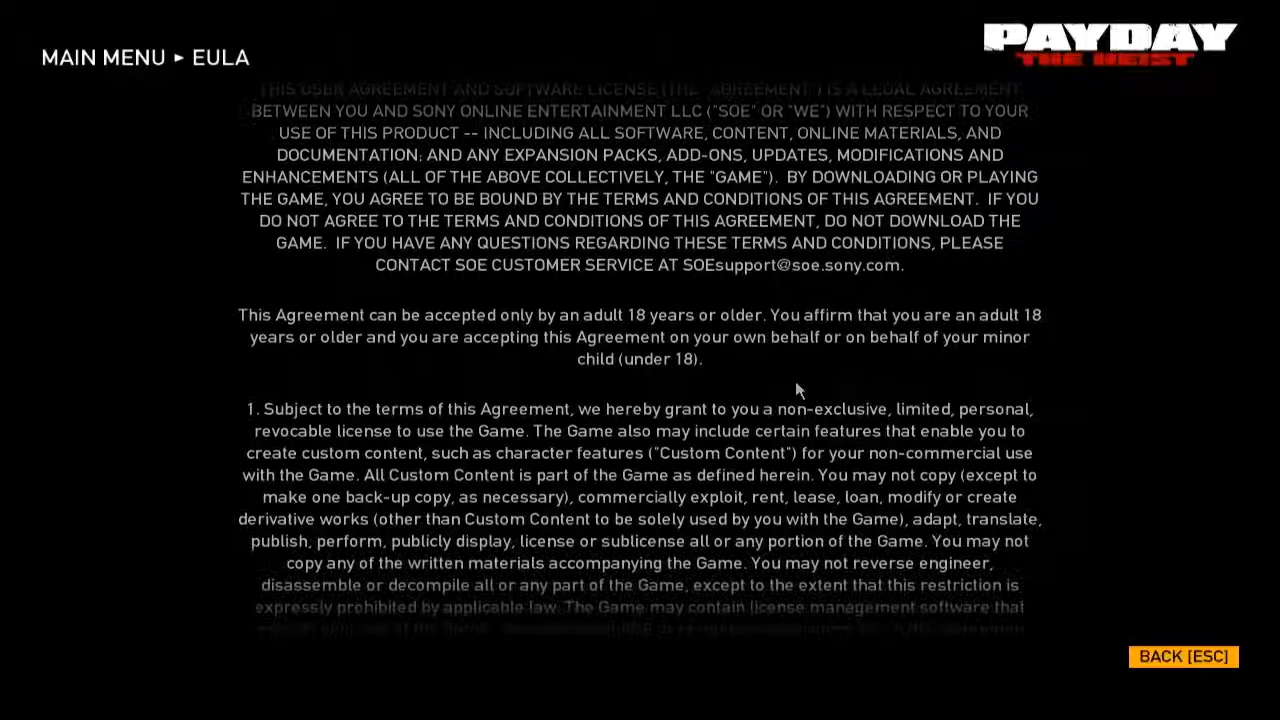 MAIN MENU ▸ EULA
PAYDAY
THE HEIST
THIS USER AGREEMENT AND SOFTWARE LICENSE (THE "AGREEMENT") IS A LEGAL AGREEMENT
BETWEEN YOU AND SONY ONLINE ENTERTAINMENT LLC ("SOE" OR "WE") WITH RESPECT TO YOUR
USE OF THIS PRODUCT -- INCLUDING ALL SOFTWARE, CONTENT, ONLINE MATERIALS, AND
DOCUMENTATION; AND ANY EXPANSION PACKS, ADD-ONS, UPDATES, MODIFICATIONS AND
ENHANCEMENTS (ALL OF THE ABOVE COLLECTIVELY, THE "GAME").  BY DOWNLOADING OR PLAYING
THE GAME, YOU AGREE TO BE BOUND BY THE TERMS AND CONDITIONS OF THIS AGREEMENT.  IF YOU
DO NOT AGREE TO THE TERMS AND CONDITIONS OF THIS AGREEMENT, DO NOT DOWNLOAD THE
GAME.  IF YOU HAVE ANY QUESTIONS REGARDING THESE TERMS AND CONDITIONS, PLEASE
CONTACT SOE CUSTOMER SERVICE AT SOEsupport@soe.sony.com.
This Agreement can be accepted only by an adult 18 years or older. You affirm that you are an adult 18
years or older and you are accepting this Agreement on your own behalf or on behalf of your minor
child (under 18).
1. Subject to the terms of this Agreement, we hereby grant to you a non-exclusive, limited, personal,
revocable license to use the Game. The Game also may include certain features that enable you to
create custom content, such as character features ("Custom Content") for your non-commercial use
with the Game. All Custom Content is part of the Game as defined herein. You may not copy (except to
make one back-up copy, as necessary), commercially exploit, rent, lease, loan, modify or create
derivative works (other than Custom Content to be solely used by you with the Game), adapt, translate,
publish, perform, publicly display, license or sublicense all or any portion of the Game. You may not
copy any of the written materials accompanying the Game. You may not reverse engineer,
disassemble or decompile all or any part of the Game, except to the extent that this restriction is
expressly prohibited by applicable law. The Game may contain license management software that
BACK [ESC]